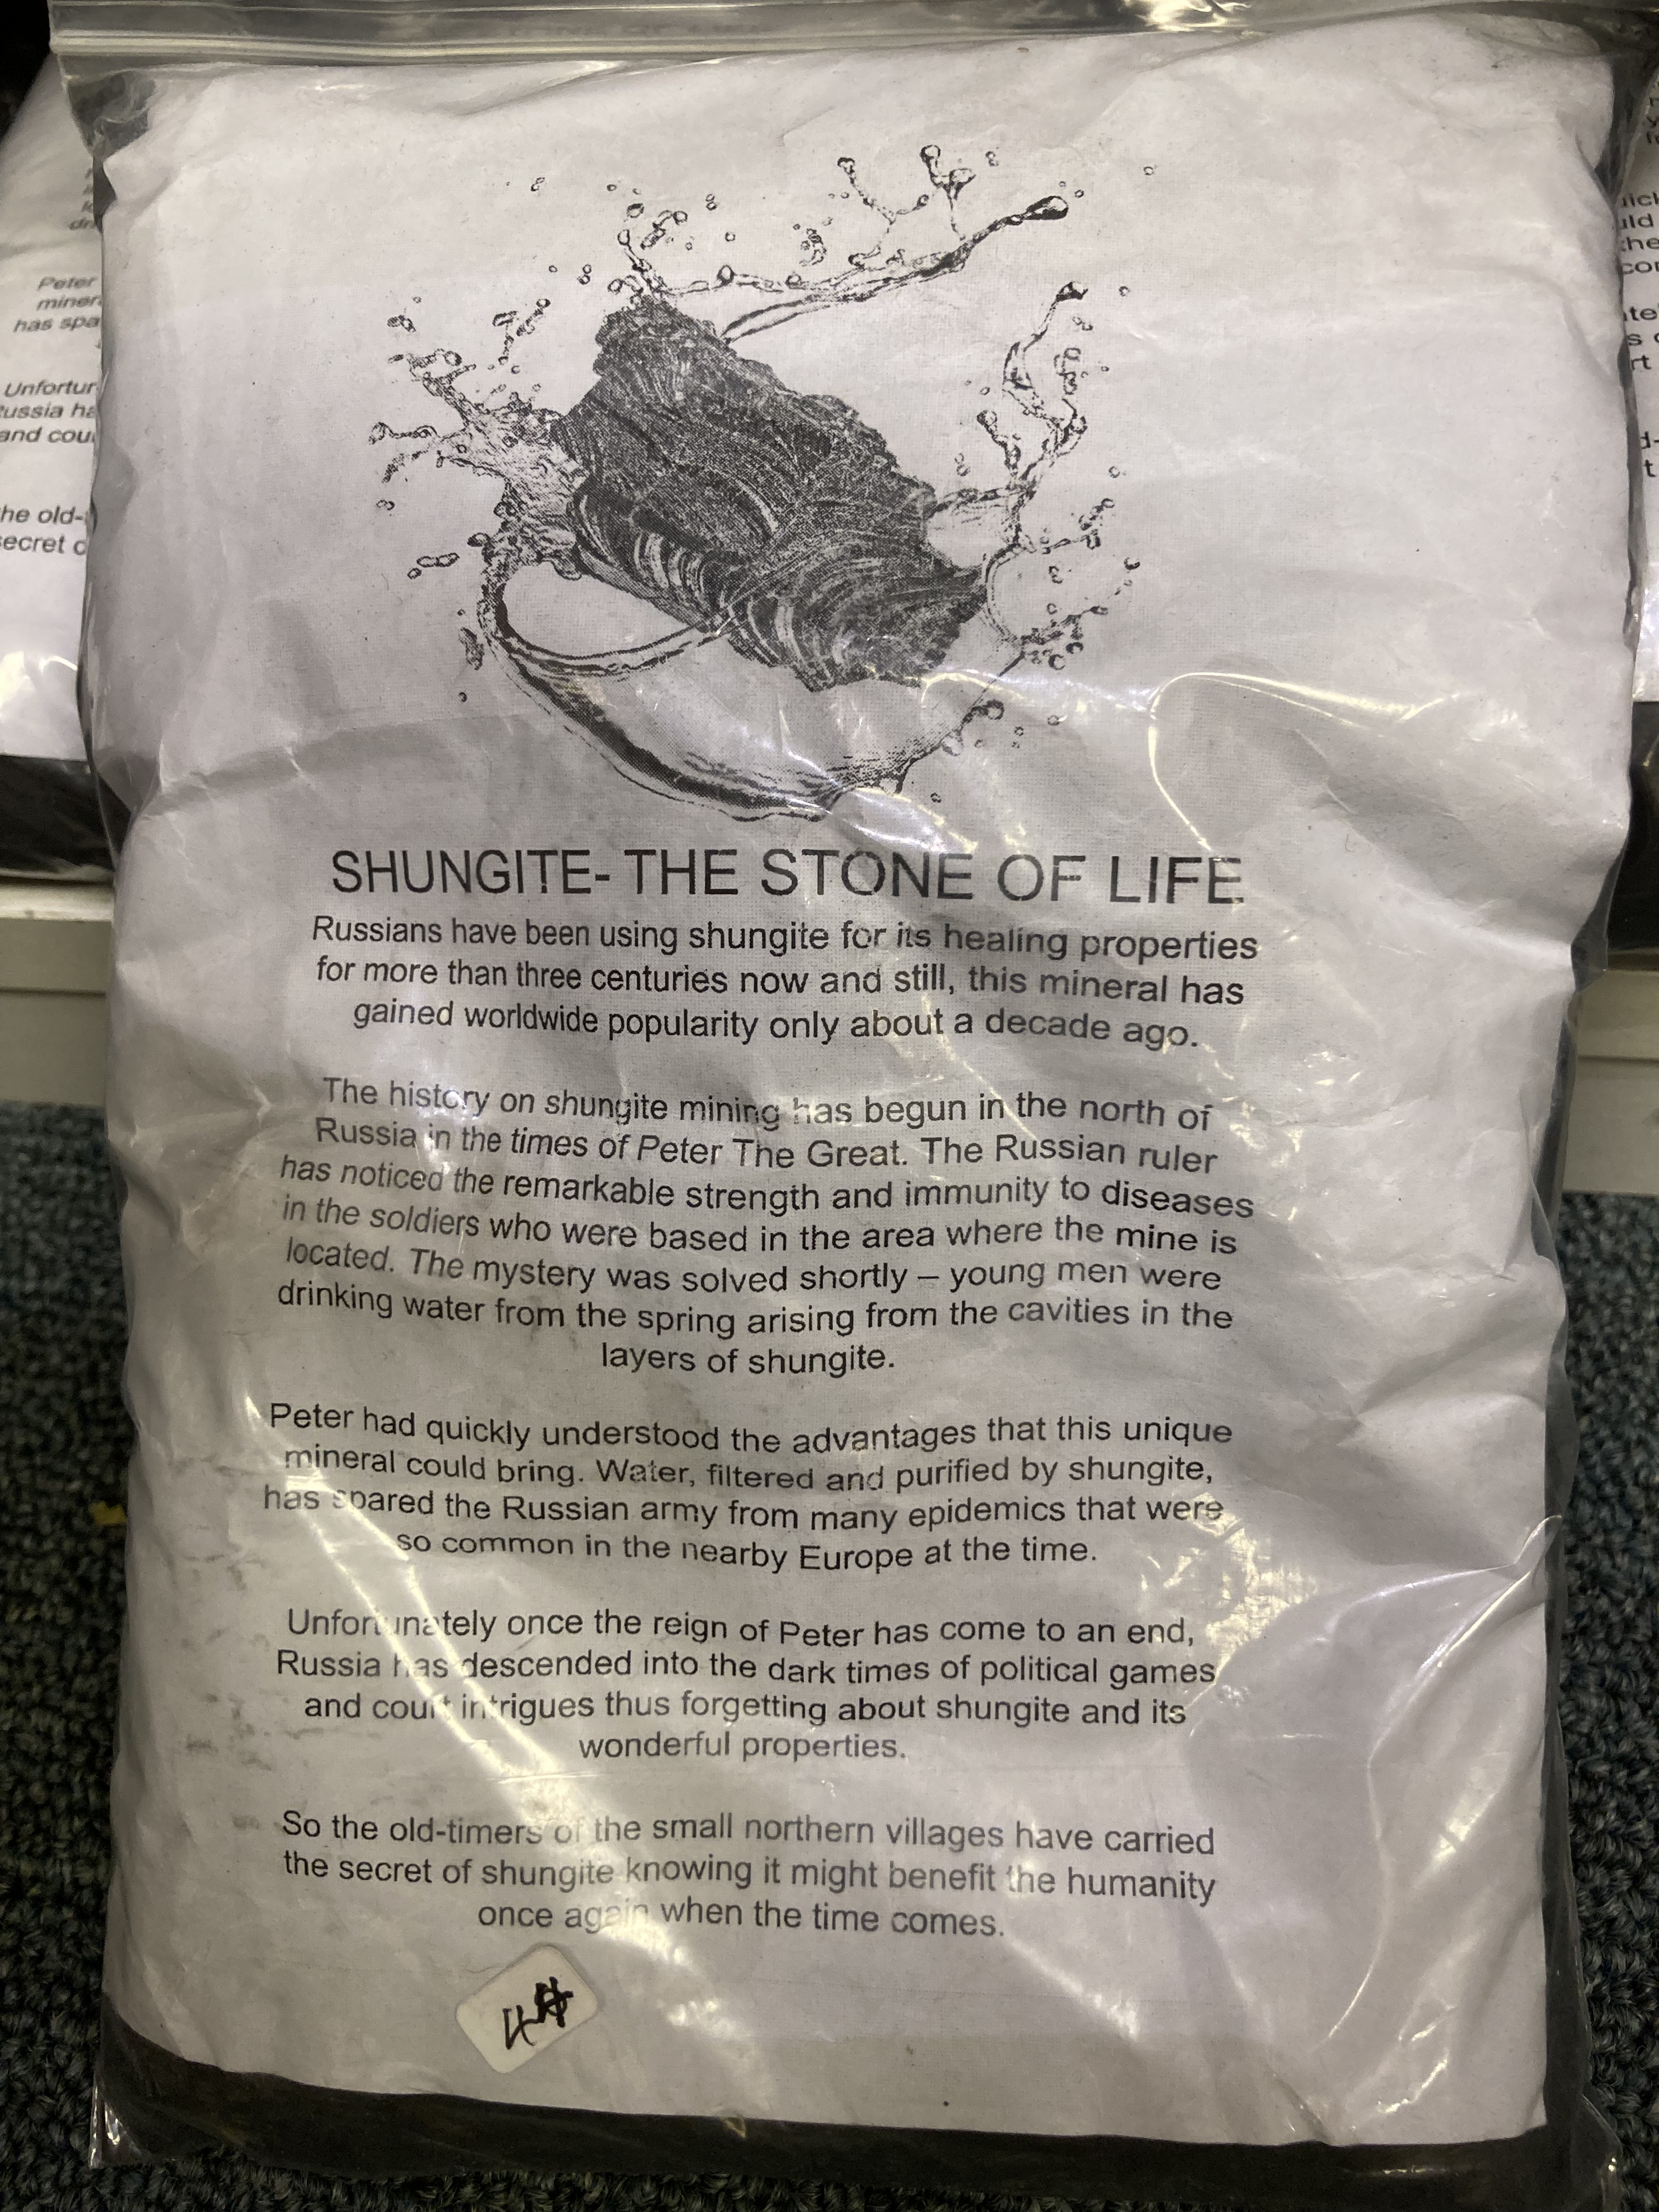 SHUNGITE- THE STONE OF LIFE
Russians have been using shungite for its healing properties
for more than three centuries now and still, this mineral has
gained worldwide popularity only about a decade ago.
The history on shungite mining has begun in the north of
Russia in the times of Peter The Great. The Russian ruler
has noticed the remarkable strength and immunity to diseases
in the soldiers who were based in the area where the mine is
located. The mystery was solved shortly – young men were
drinking water from the spring arising from the cavities in the
layers of shungite.
Peter had quickly understood the advantages that this unique
mineral could bring. Water, filtered and purified by shungite,
has spared the Russian army from many epidemics that were
so common in the nearby Europe at the time.
Unfortunately once the reign of Peter has come to an end,
Russia has descended into the dark times of political games
and court intrigues thus forgetting about shungite and its
wonderful properties.
So the old-timers of the small northern villages have carried
the secret of shungite knowing it might benefit the humanity
once again when the time comes.
4#
Peter
has spa
and
he old-